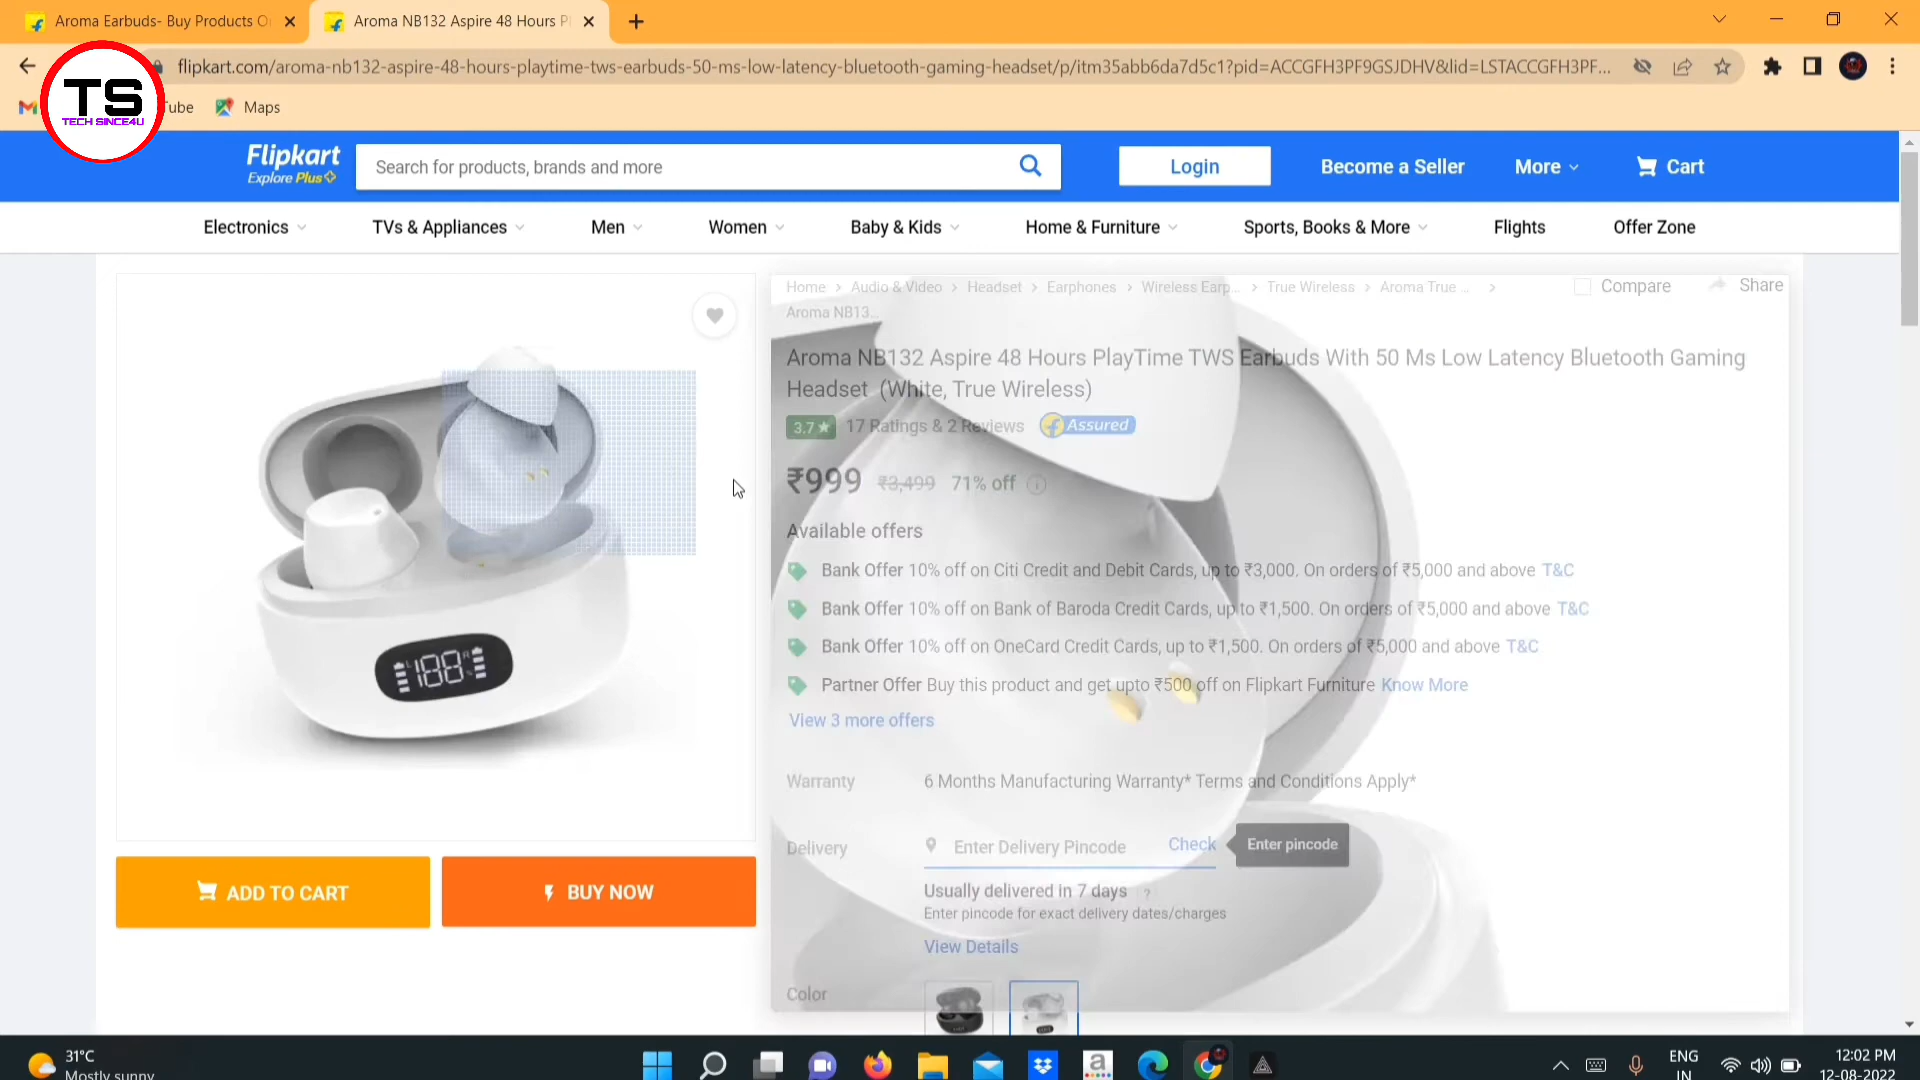 Aroma Earbuds- Buy Products O
Aroma NB132 Aspire 48 Hours P
flipkart.com/aroma-nb132-aspire-48-hours-playtime-tws-earbuds-50-ms-low-latency-bluetooth-gaming-headset/p/itm35abb6da7d5c1?pid=ACCGFH3PF9GSJDHV&lid=LSTACCGFH3PF...
TS
TECH SINCE4U
ube
Maps
Flipkart
Explore Plus
Search for products, brands and more
Login
Become a Seller
More
Cart
Electronics
TVs & Appliances
Men
Women
Baby & Kids
Home & Furniture
Sports, Books & More
Flights
Offer Zone
Home > Audio & Video > Headset > Earphones > Wireless Earp... > True Wireless > Aroma True ... >
Aroma NB13...
Compare
Share
Aroma NB132 Aspire 48 Hours PlayTime TWS Earbuds With 50 Ms Low Latency Bluetooth Gaming
Headset (White, True Wireless)
3.7★ 17 Ratings & 2 Reviews Assured
₹999 ₹3,499 71% off
Available offers
Bank Offer 10% off on Citi Credit and Debit Cards, up to ₹3,000. On orders of ₹5,000 and above T&C
Bank Offer 10% off on Bank of Baroda Credit Cards, up to ₹1,500. On orders of ₹5,000 and above T&C
Bank Offer 10% off on OneCard Credit Cards, up to ₹1,500. On orders of ₹5,000 and above T&C
Partner Offer Buy this product and get upto ₹500 off on Flipkart Furniture Know More
View 3 more offers
Warranty
6 Months Manufacturing Warranty* Terms and Conditions Apply*
Delivery
Enter Delivery Pincode
Check
Enter pincode
Usually delivered in 7 days ?
Enter pincode for exact delivery dates/charges
View Details
Color
L 188 R
ADD TO CART
BUY NOW
31°C
Mostly sunny
ENG
IN
12:02 PM
12-08-2022